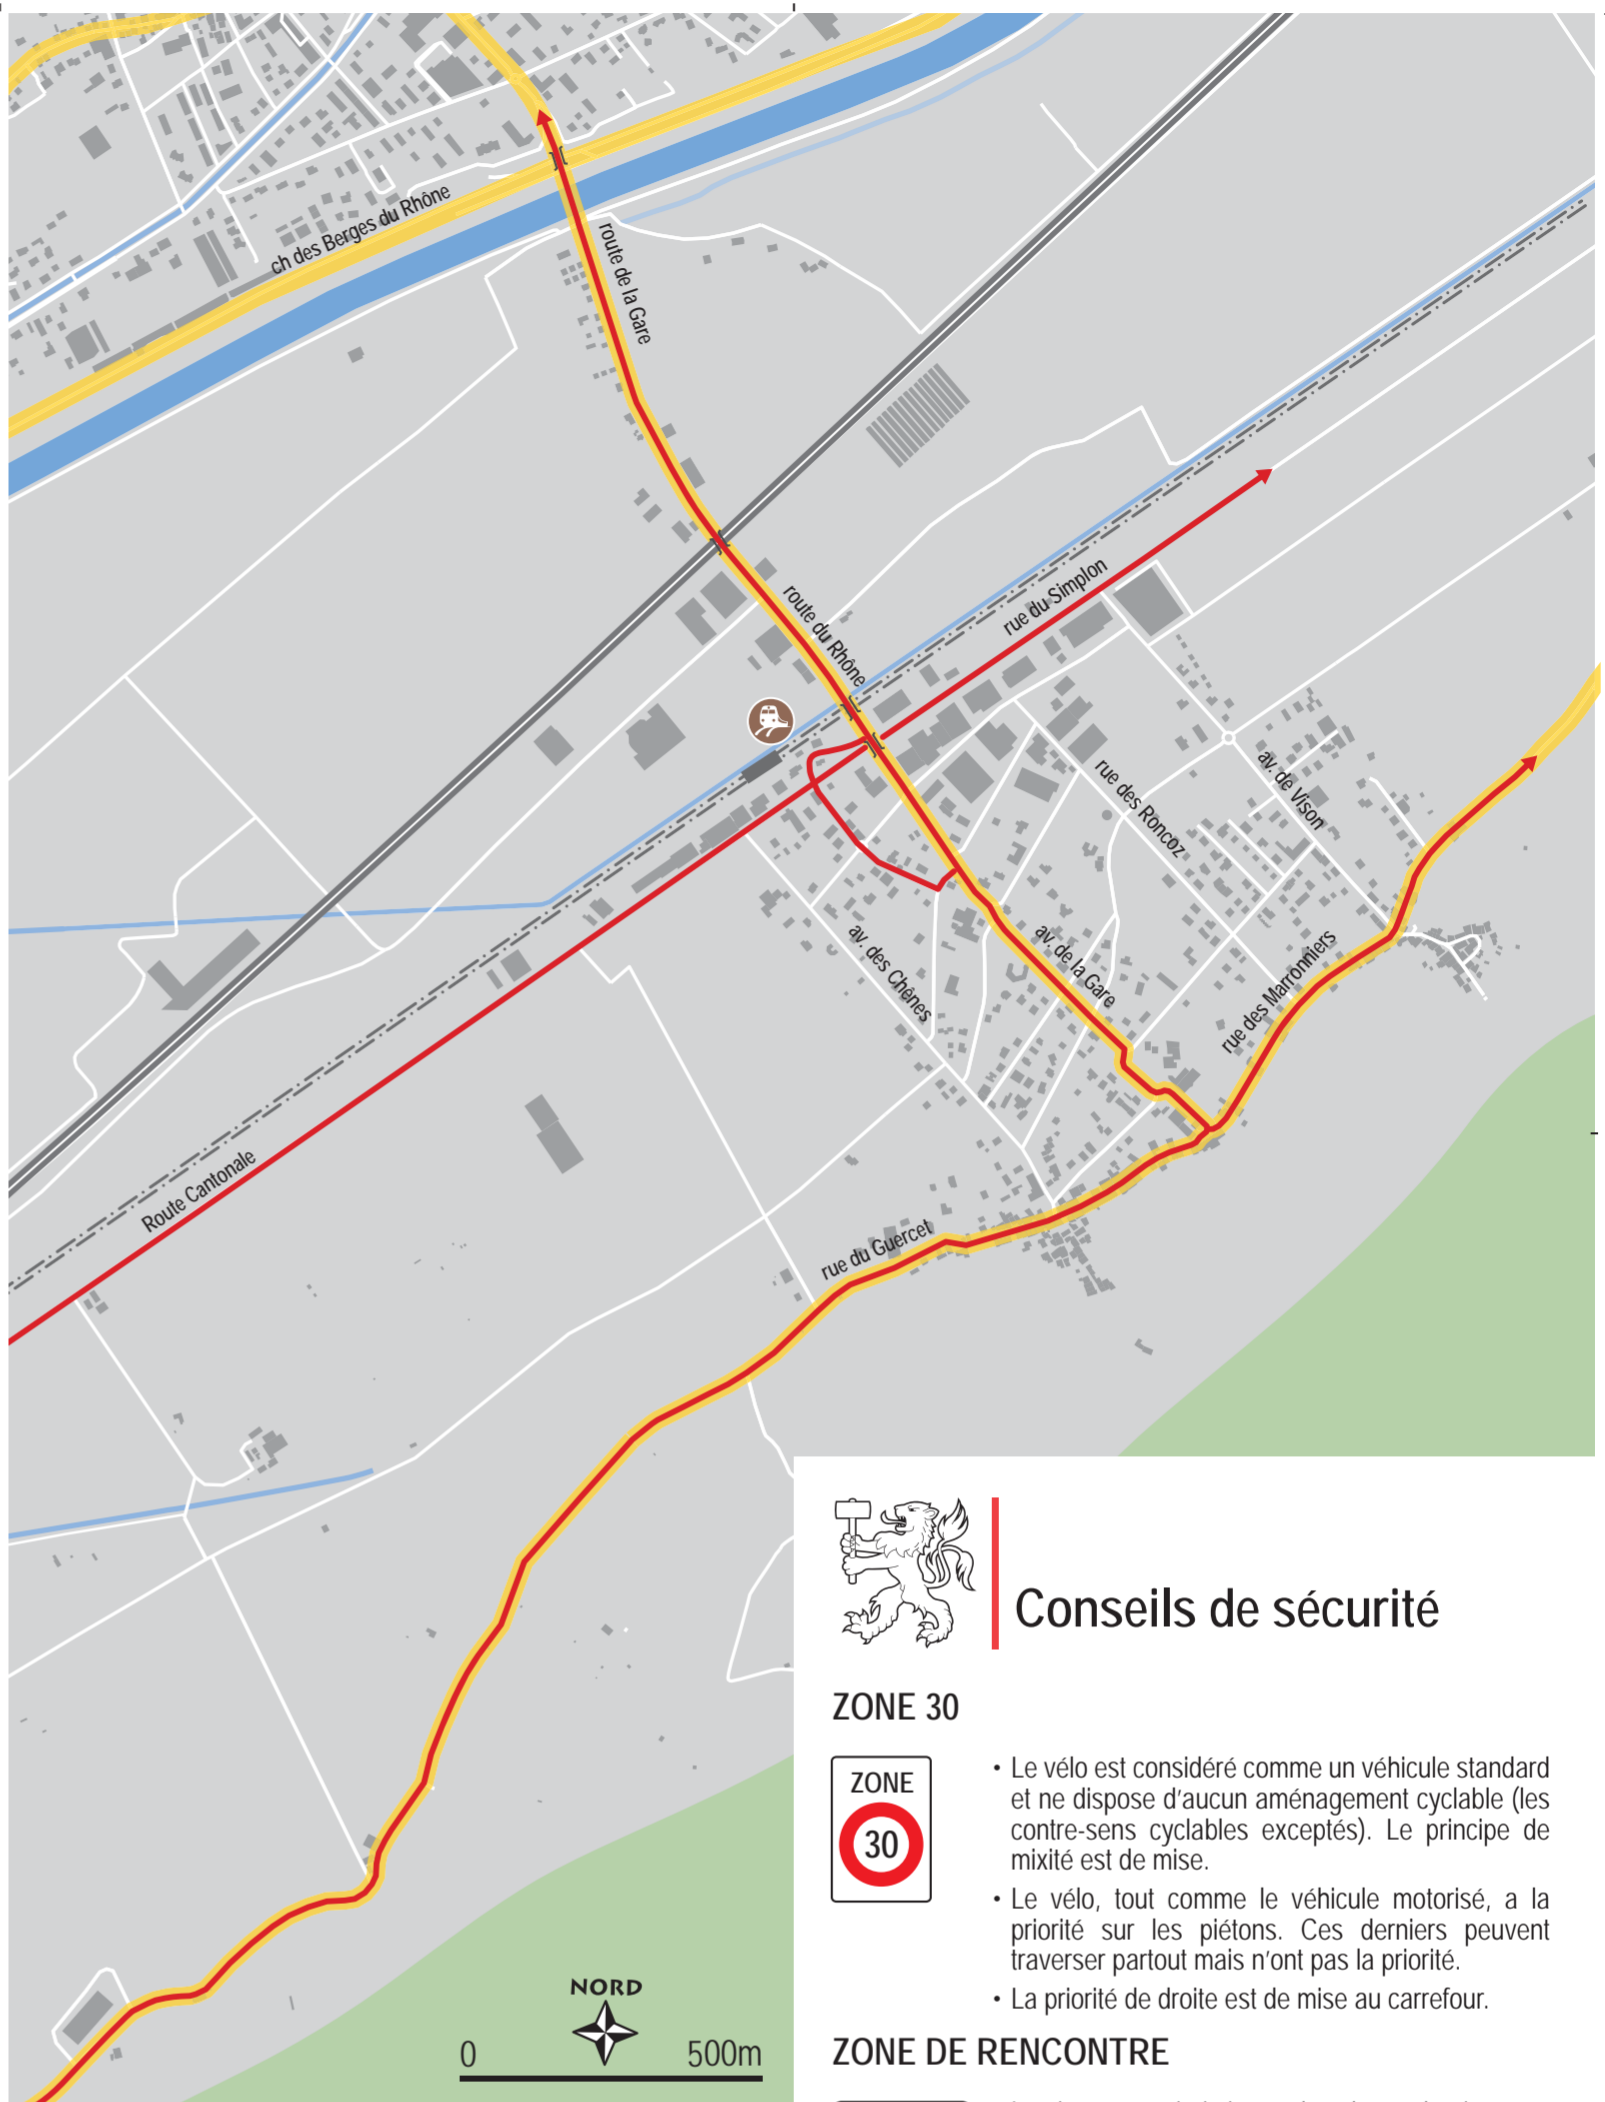 ch des Berges du Rhône
route de la Gare
route du Rhône
rue du Simplon
rue des Roncoz
av. de Vison
av. des Chênes
av. de la Gare
rue des Marronniers
Route Cantonale
rue du Guercet
NORD
0 500m
Conseils de sécurité
ZONE 30
ZONE
30
• Le vélo est considéré comme un véhicule standard
et ne dispose d'aucun aménagement cyclable (les
contre-sens cyclables exceptés). Le principe de
mixité est de mise.
• Le vélo, tout comme le véhicule motorisé, a la
priorité sur les piétons. Ces derniers peuvent
traverser partout mais n'ont pas la priorité.
• La priorité de droite est de mise au carrefour.
ZONE DE RENCONTRE